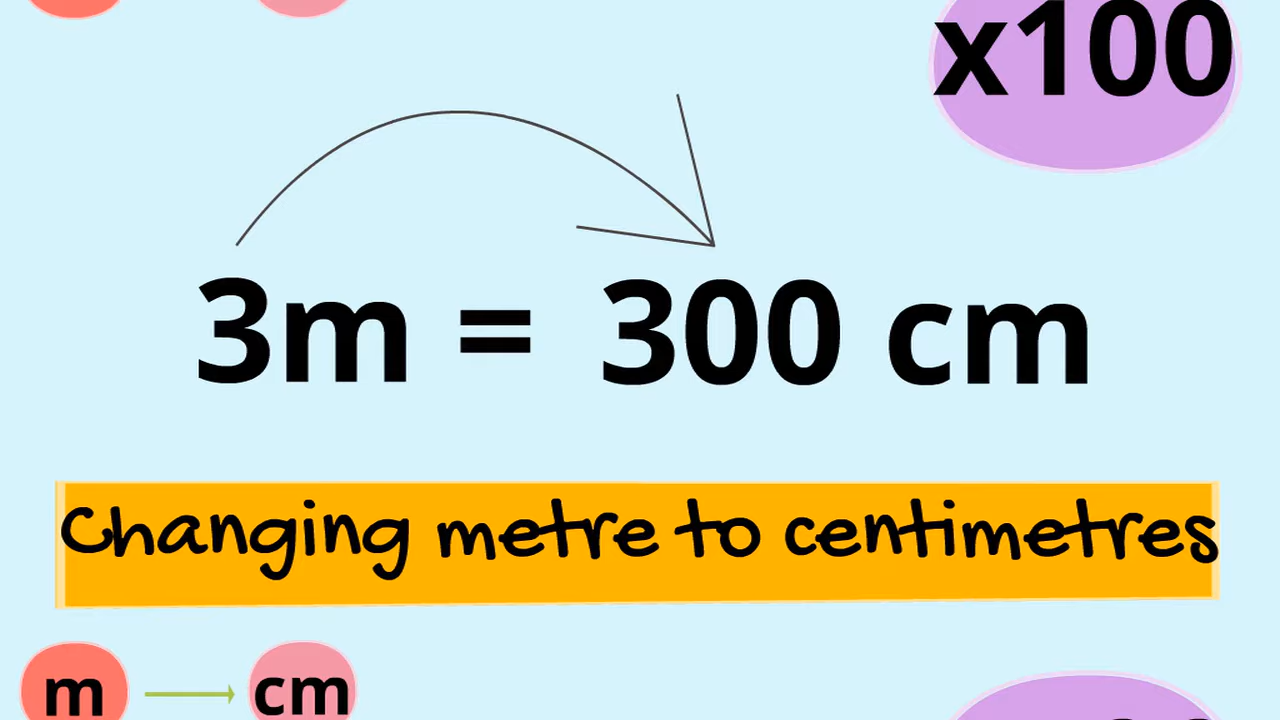 x100
3m = 300 cm
Changing metre to centimetres
m cm